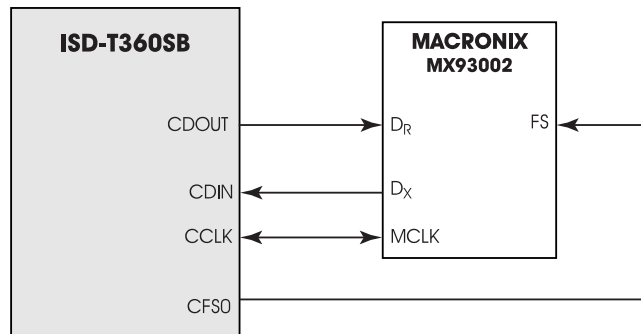 ISD-T360SB
MACRONIX
MX93002
CDOUT
DR
FS
CDIN
DX
CCLK
MCLK
CFS0